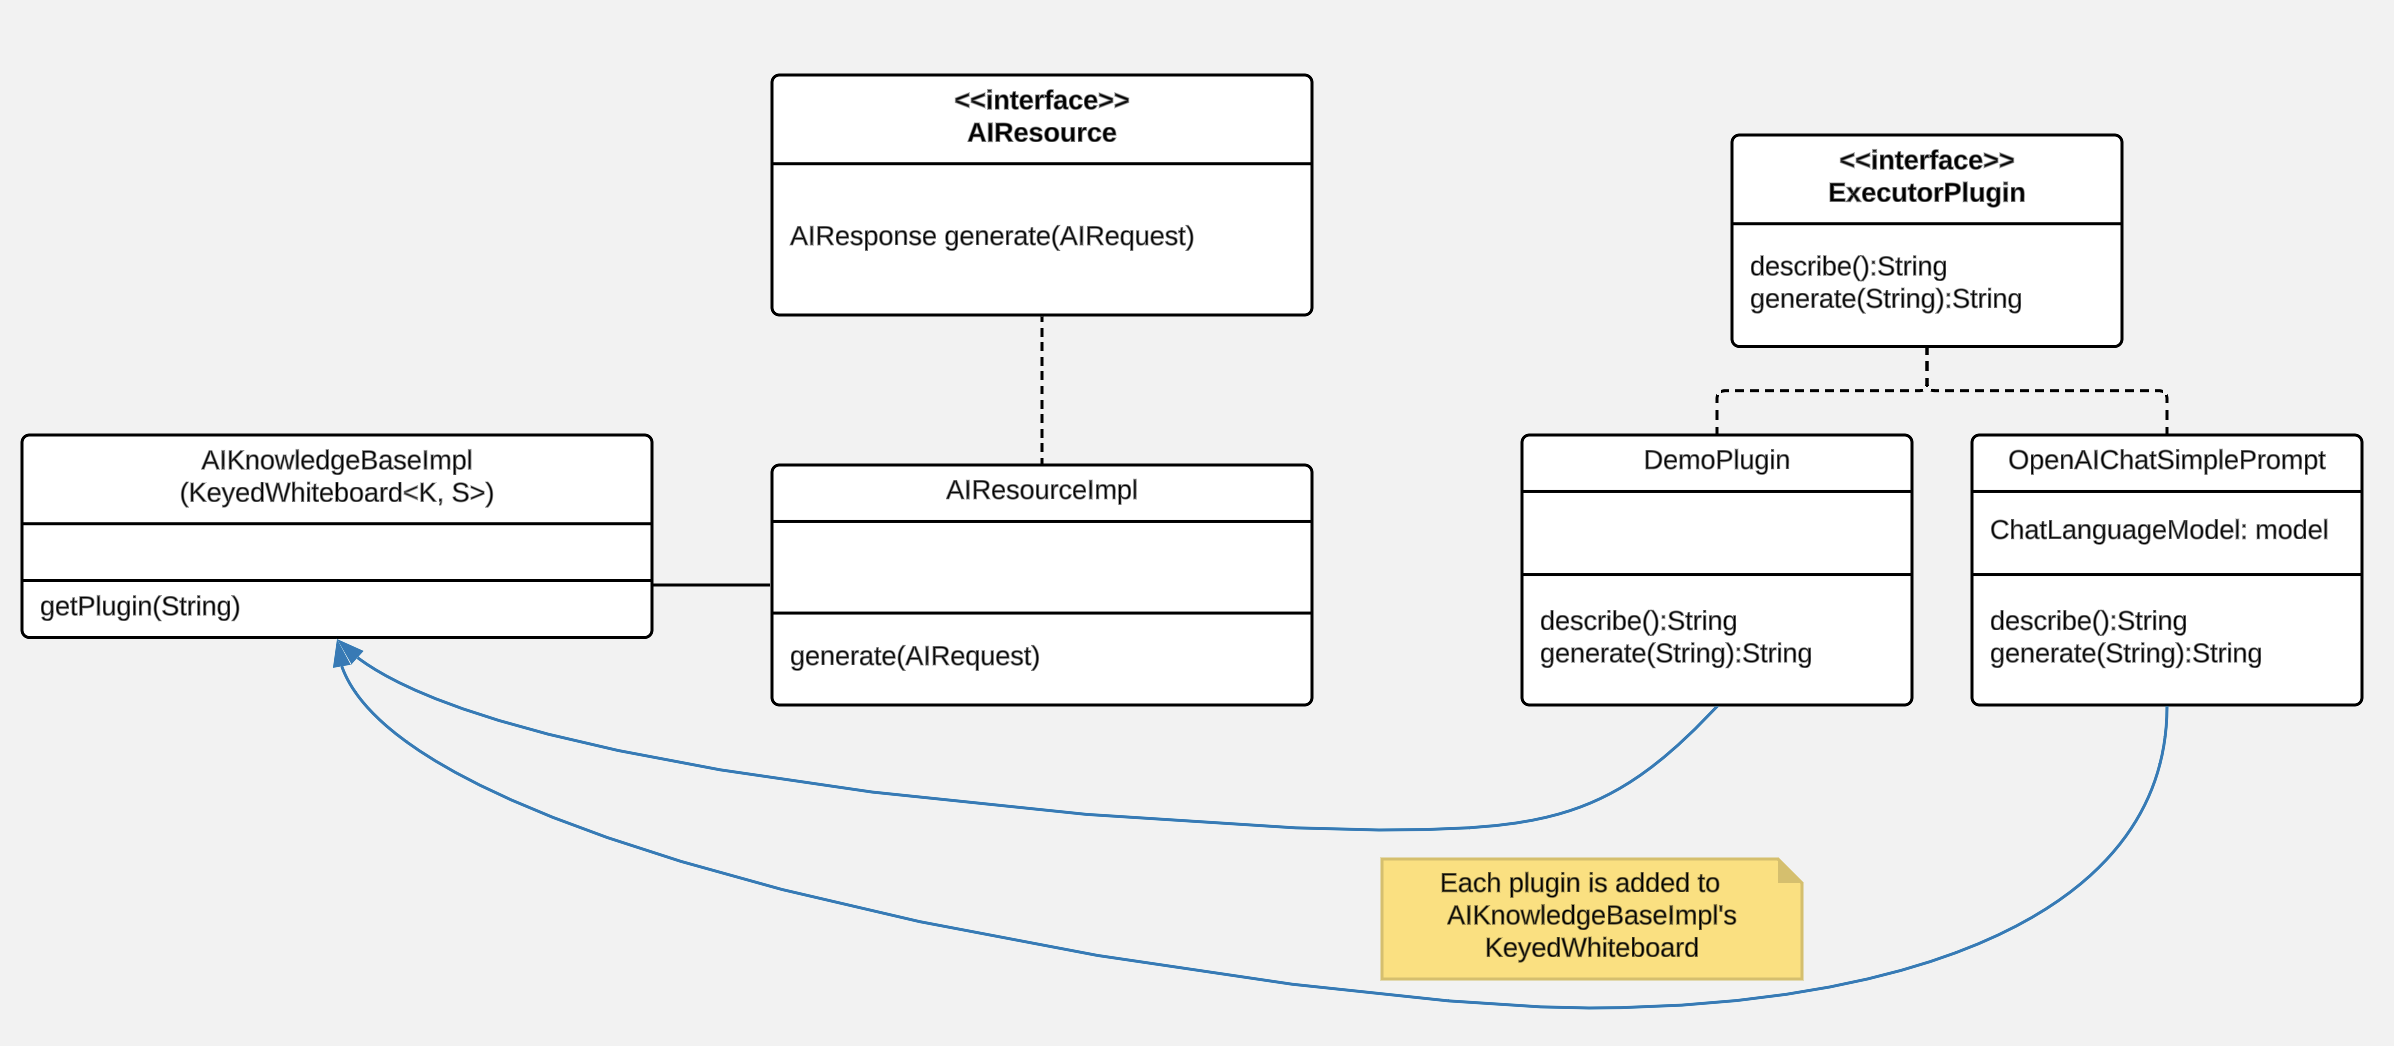 <<interface>>
AIResource
AIResponse generate(AIRequest)
<<interface>>
ExecutorPlugin
describe():String
generate(String):String
AIKnowledgeBaseImpl
(KeyedWhiteboard<K, S>)
getPlugin(String)
AIResourceImpl
generate(AIRequest)
DemoPlugin
describe():String
generate(String):String
OpenAIChatSimplePrompt
ChatLanguageModel: model
describe():String
generate(String):String
Each plugin is added to
AIKnowledgeBaseImpl's
KeyedWhiteboard